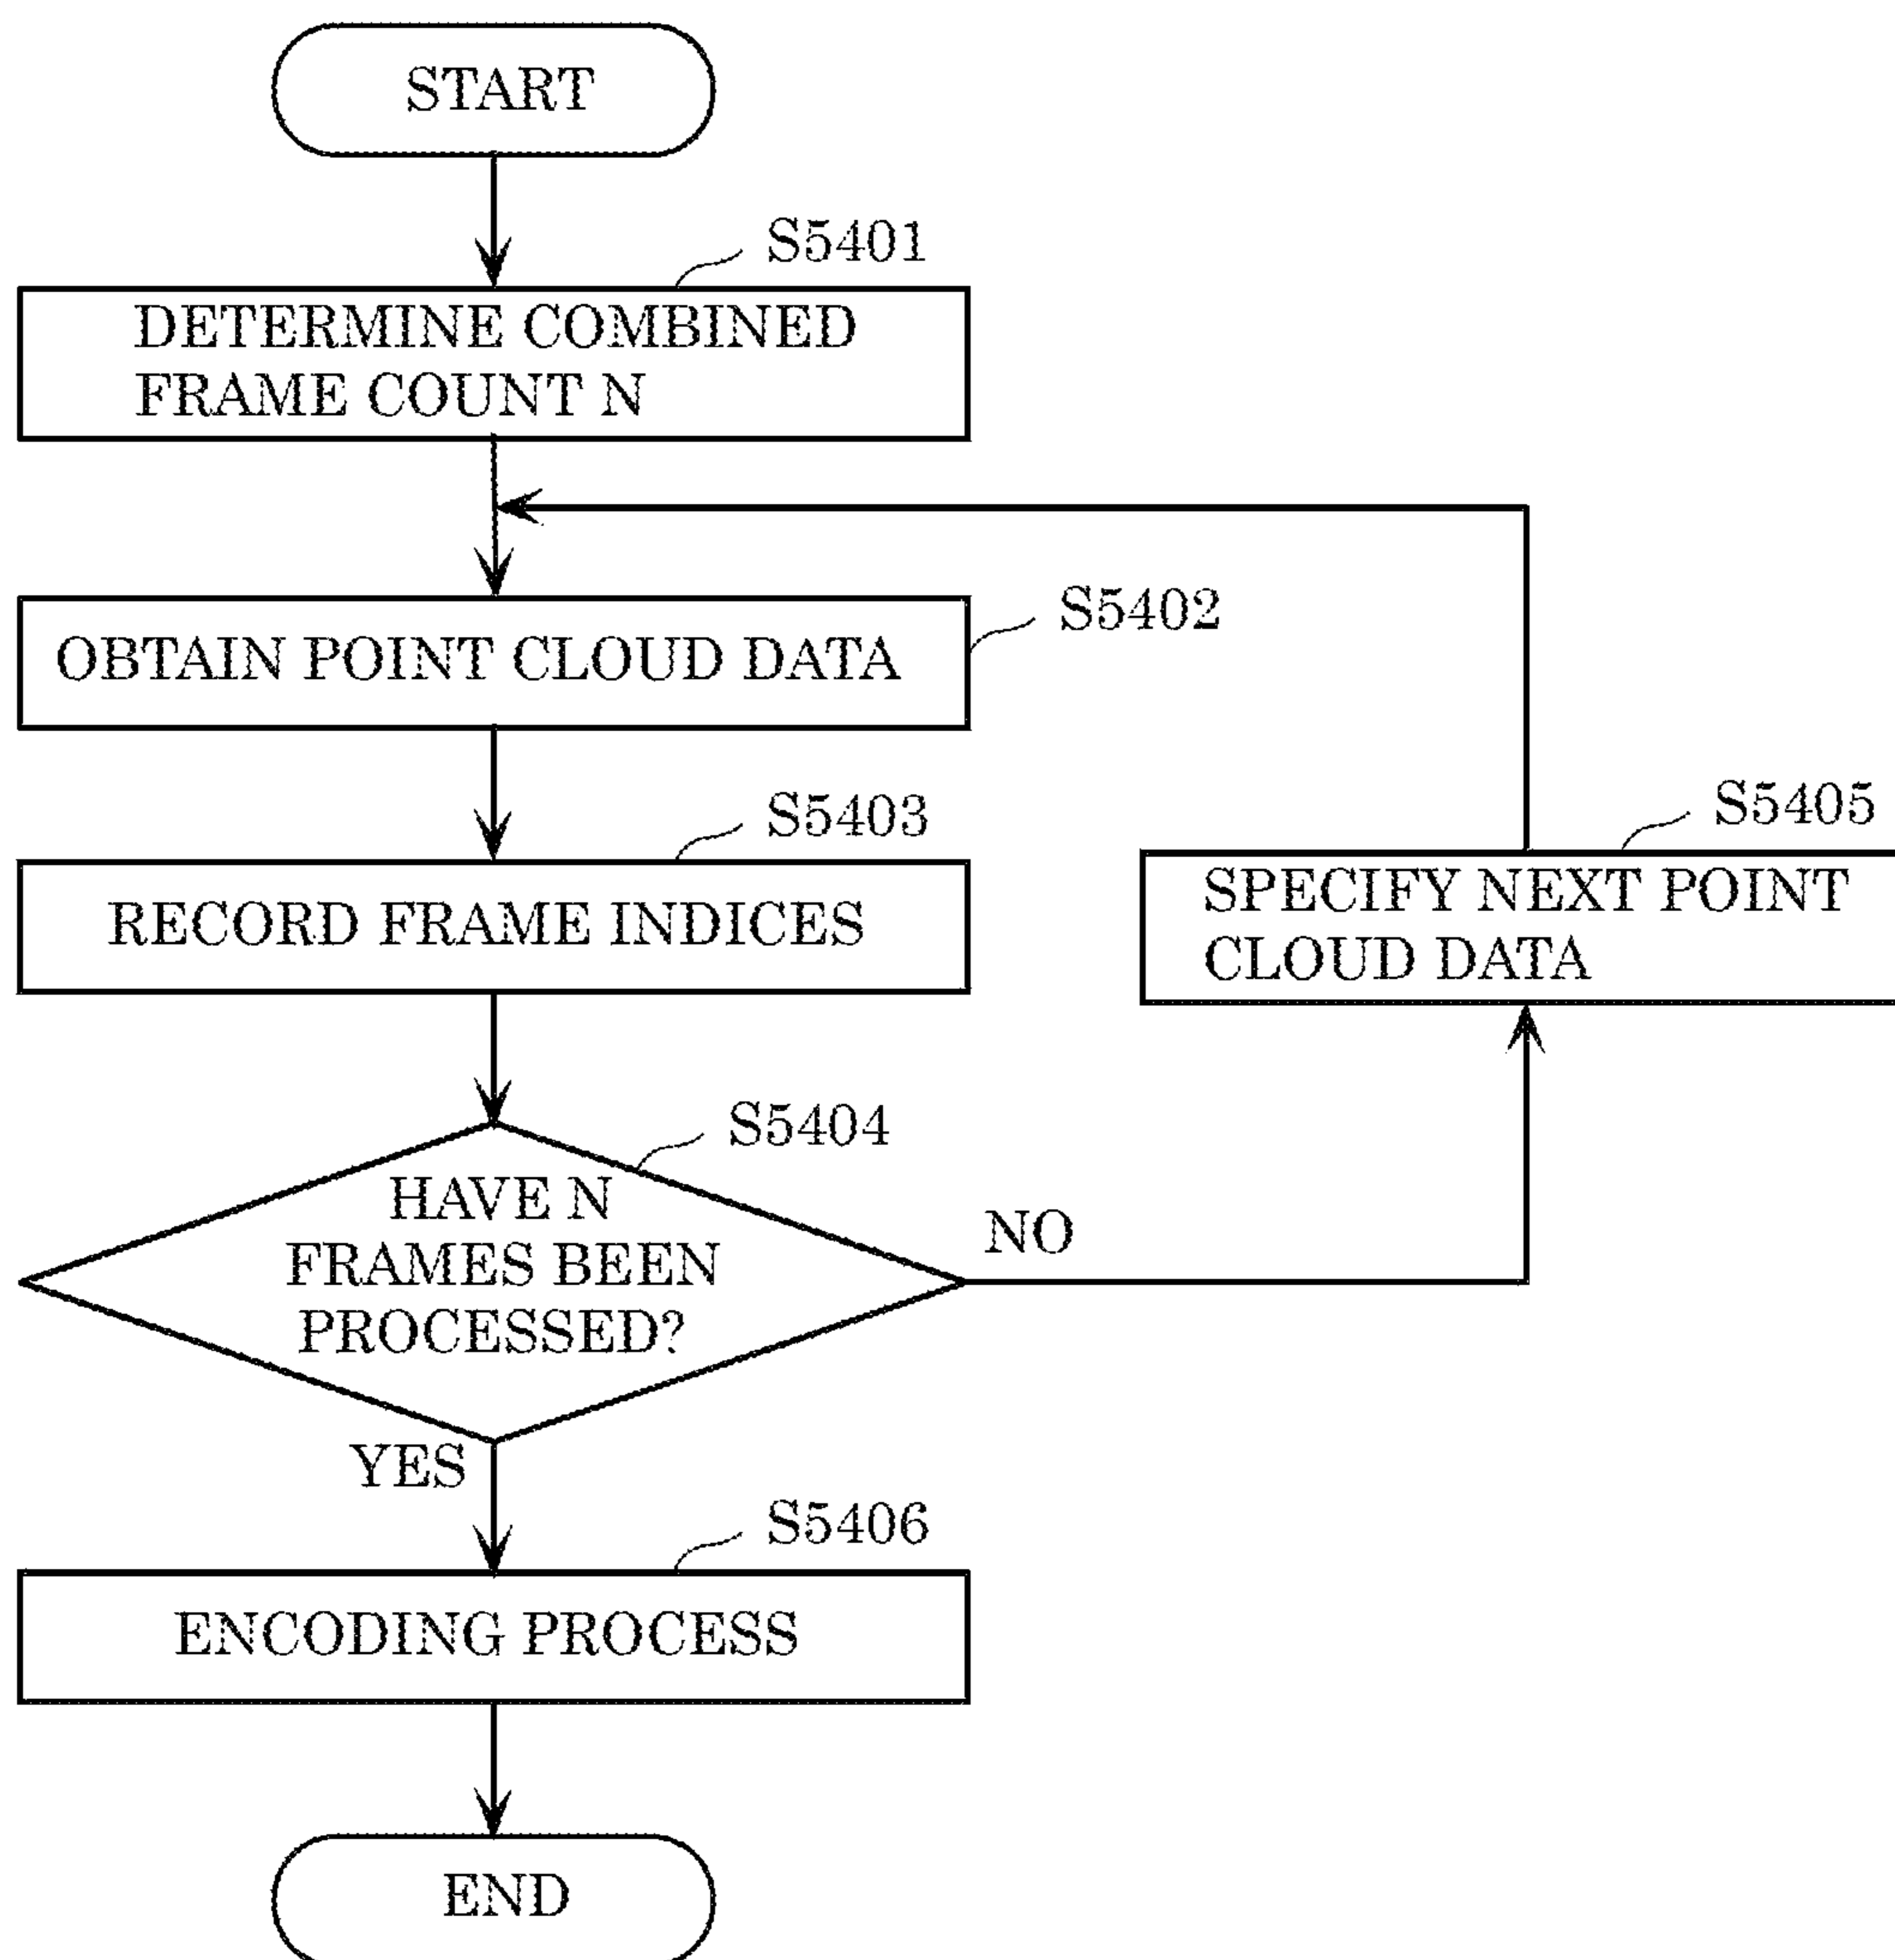 START
S5401
DETERMINE COMBINED
FRAME COUNT N
S5402
OBTAIN POINT CLOUD DATA
S5403
RECORD FRAME INDICES
S5405
SPECIFY NEXT POINT
CLOUD DATA
S5404
HAVE N
FRAMES BEEN
PROCESSED?
NO
YES
S5406
ENCODING PROCESS
END